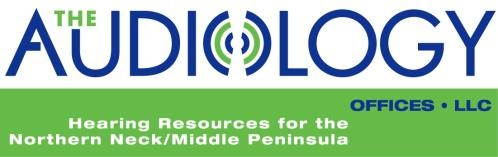 THE
AUDIOLOGY
OFFICES • LLC
Hearing Resources for the
Northern Neck/Middle Peninsula